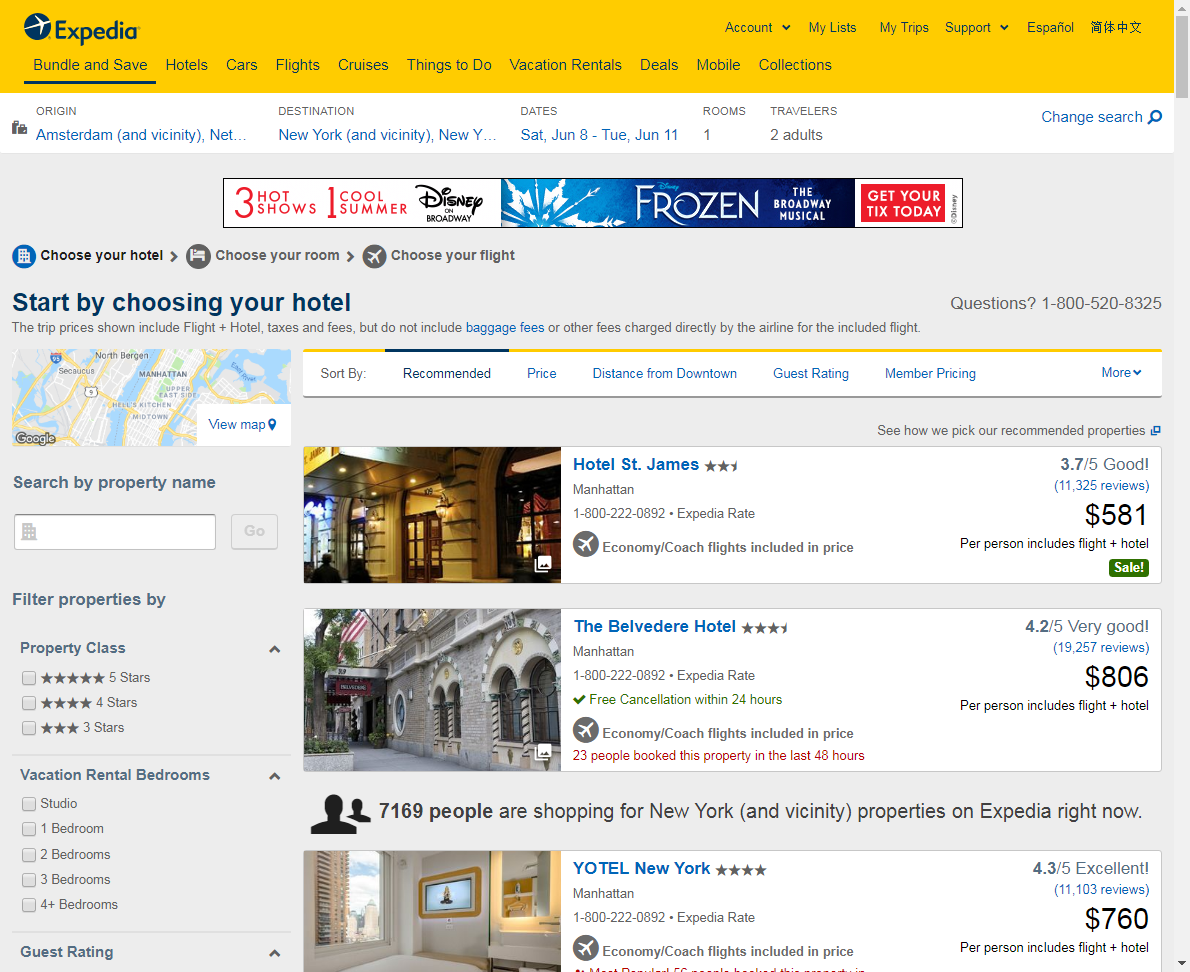 Expedia
Account
My Lists
My Trips
Support
Español
简体中文
Bundle and Save
Hotels
Cars
Flights
Cruises
Things to Do
Vacation Rentals
Deals
Mobile
Collections
ORIGIN
Amsterdam (and vicinity), Net...
DESTINATION
New York (and vicinity), New Y...
DATES
Sat, Jun 8 - Tue, Jun 11
ROOMS
1
TRAVELERS
2 adults
Change search
3 HOT SHOWS 1 COOL SUMMER
Disney ON BROADWAY
Disney FROZEN
THE BROADWAY MUSICAL
GET YOUR TIX TODAY
©Disney
Choose your hotel
Choose your room
Choose your flight
Start by choosing your hotel
Questions? 1-800-520-8325
The trip prices shown include Flight + Hotel, taxes and fees, but do not include baggage fees or other fees charged directly by the airline for the included flight.
North Bergen
95
Secaucus
MANHATTAN
9
UPPER EAST SIDE
East River
HELL'S KITCHEN
MIDTOWN
Google
View map
Sort By:
Recommended
Price
Distance from Downtown
Guest Rating
Member Pricing
More
See how we pick our recommended properties
Search by property name
Go
Filter properties by
Property Class
5 Stars
4 Stars
3 Stars
Vacation Rental Bedrooms
Studio
1 Bedroom
2 Bedrooms
3 Bedrooms
4+ Bedrooms
Guest Rating
Hotel St. James
Manhattan
1-800-222-0892 • Expedia Rate
Economy/Coach flights included in price
3.7/5 Good!
(11,325 reviews)
$581
Per person includes flight + hotel
Sale!
The Belvedere Hotel
Manhattan
1-800-222-0892 • Expedia Rate
Free Cancellation within 24 hours
Economy/Coach flights included in price
23 people booked this property in the last 48 hours
4.2/5 Very good!
(19,257 reviews)
$806
Per person includes flight + hotel
7169 people are shopping for New York (and vicinity) properties on Expedia right now.
YOTEL New York
Manhattan
1-800-222-0892 • Expedia Rate
Economy/Coach flights included in price
Most Popular! 56 people booked this property in
4.3/5 Excellent!
(11,103 reviews)
$760
Per person includes flight + hotel